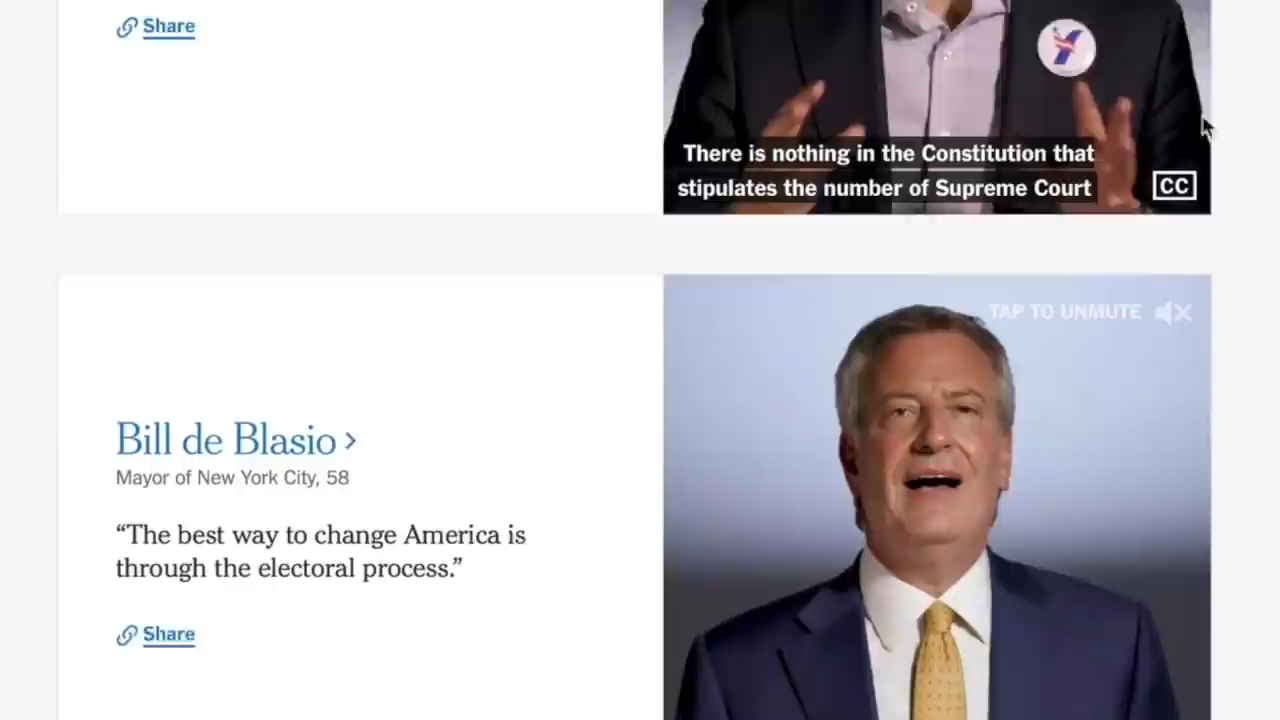 Share
There is nothing in the Constitution that
stipulates the number of Supreme Court
CC
TAP TO UNMUTE
Bill de Blasio >
Mayor of New York City, 58
“The best way to change America is
through the electoral process.”
Share